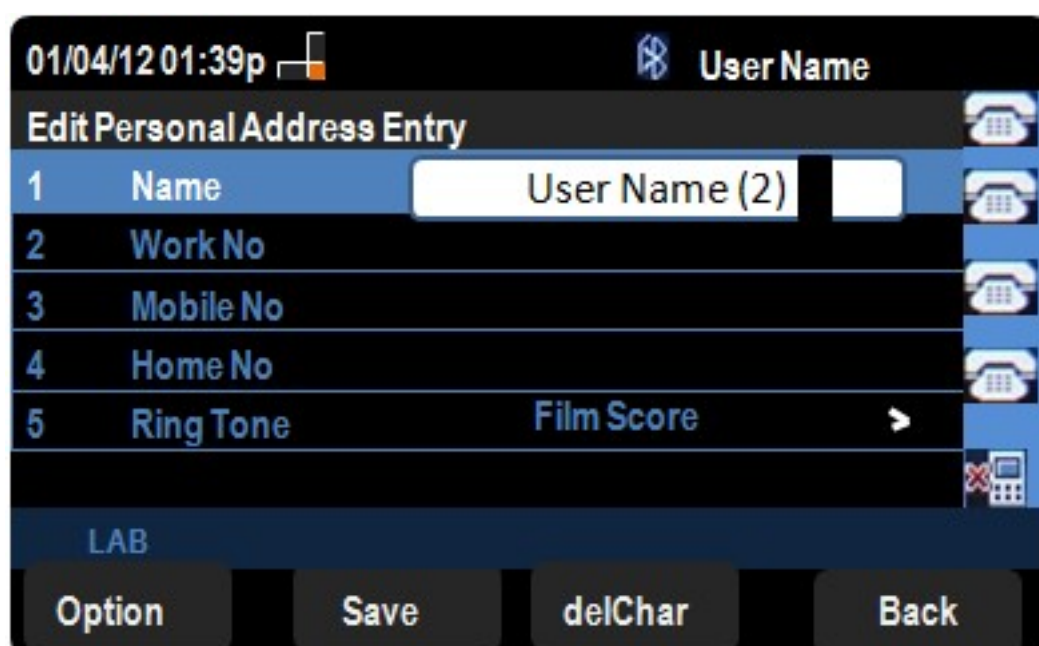 01/04/12 01:39p User Name
Edit Personal Address Entry
1 Name User Name (2)
2 Work No
3 Mobile No
4 Home No
5 Ring Tone Film Score >
LAB
Option Save delChar Back